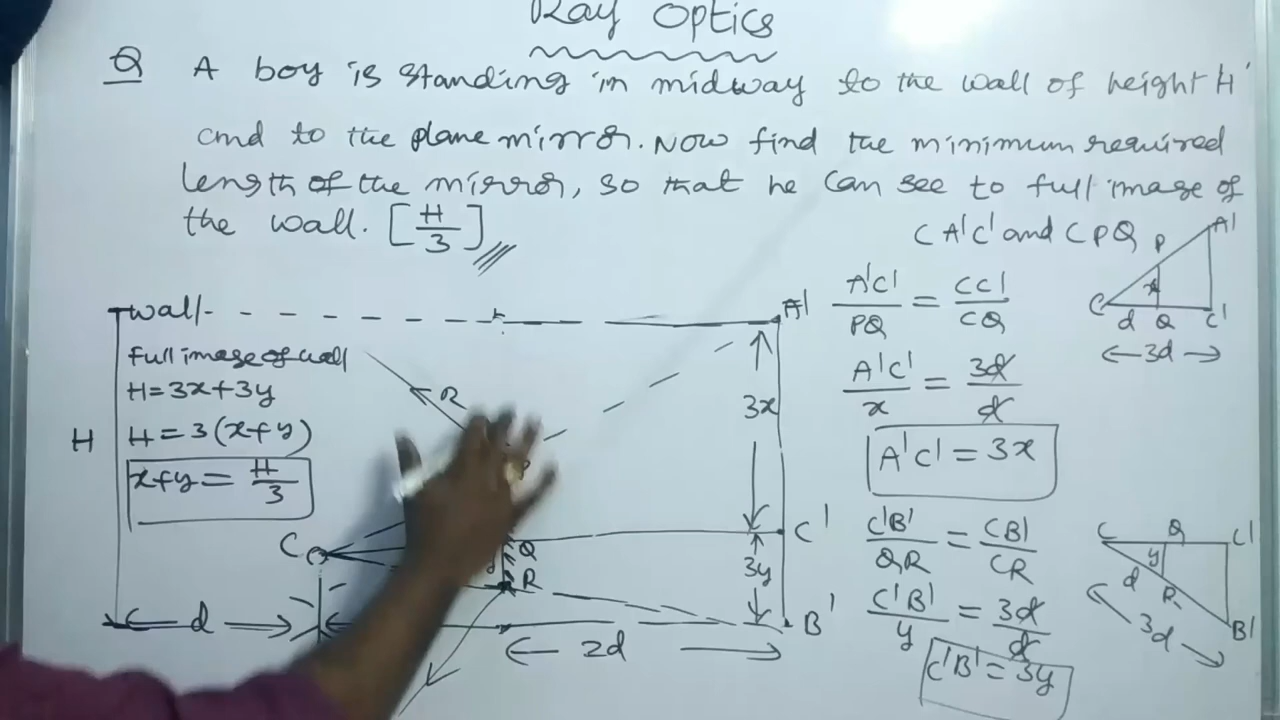 Ray Optics
Q A boy is standing in midway to the wall of height 'H'
and to the plane mirror. Now find the minimum required
length of the mirror, so that he can see to full image of
the wall. [H/3]
CA'C' and CPQ
A'C'/PQ = CC'/CQ
A'C'/x = 3d/d
A'C' = 3x
C'B'/QR = CB'/CR
C'B'/y = 3d/d
C'B' = 3y
wall
full image of wall
H=3x+3y
H = 3(x+y)
x+y = H/3
H
R
P
A'
3x
C
Q
C'
R
3y
B'
d
2d
A'
P
x
C
d
Q
C'
3d
C
Q
C'
y
d
R
3d
B'